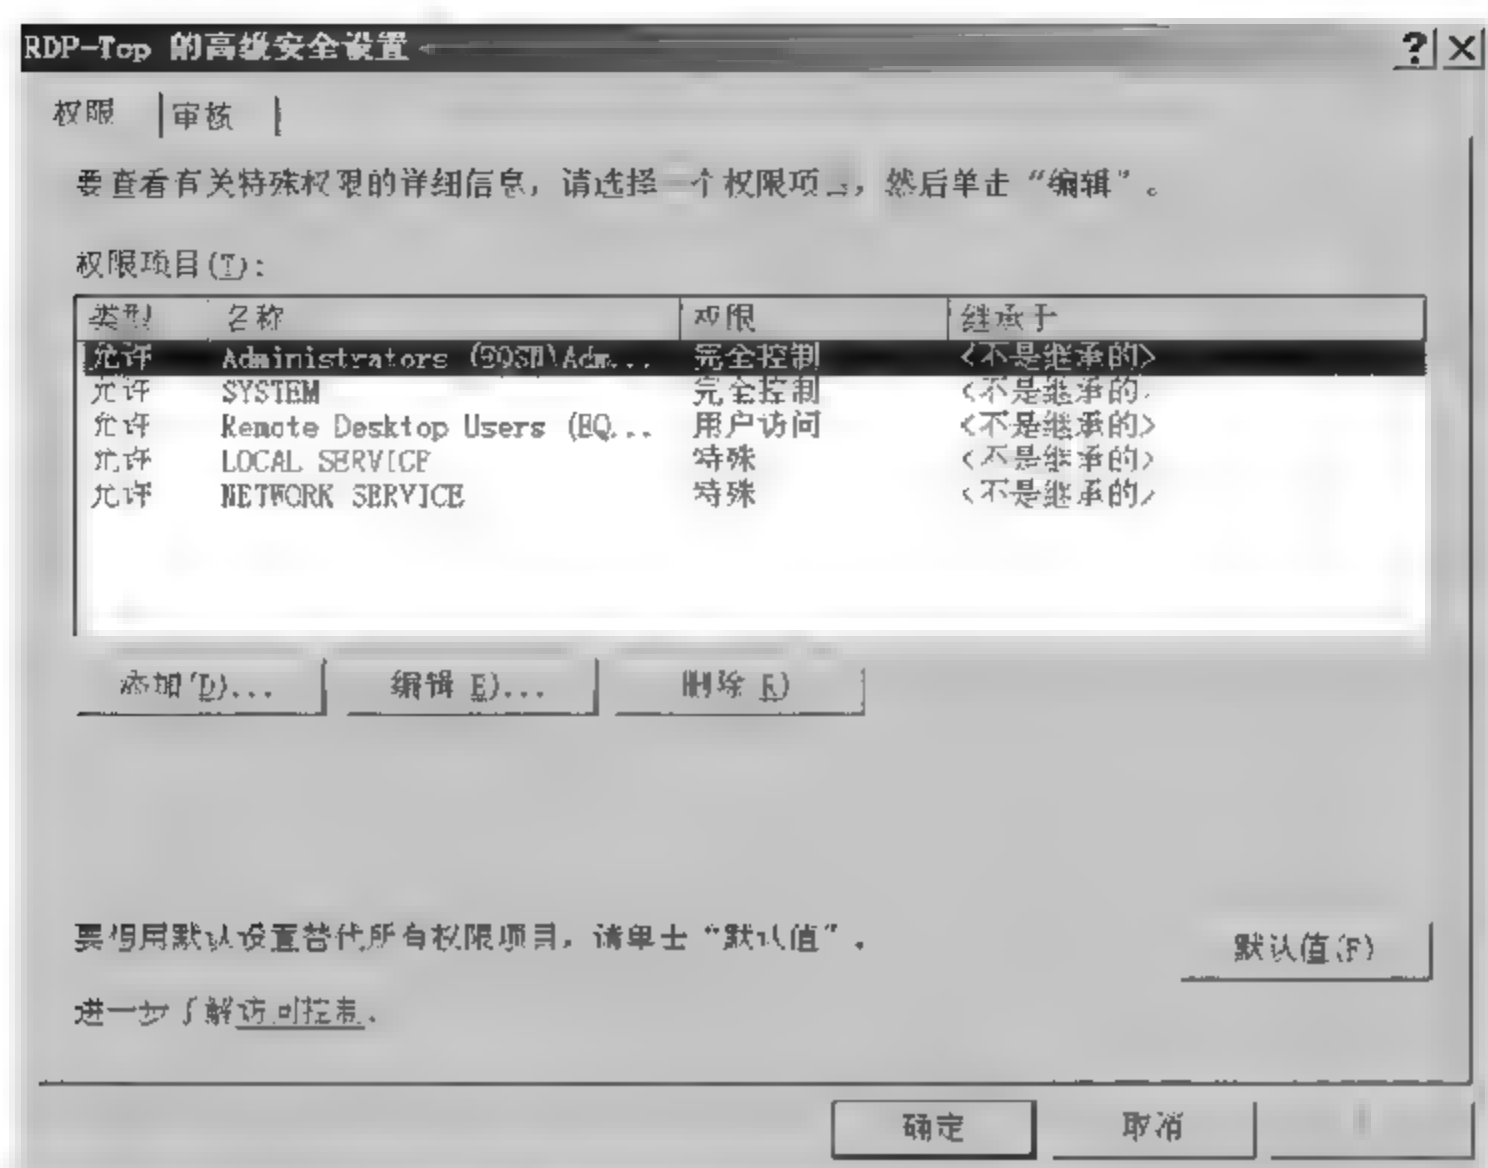 RDP-Tcp 的高级安全设置
权限 审核
要查看有关特殊权限的详细信息，请选择一个权限项目，然后单击“编辑”。
权限项目(T):
类型 名称 权限 继承于
允许 Administrators (EQSM\Adm... 完全控制 <不是继承的>
允许 SYSTEM 完全控制 <不是继承的>
允许 Remote Desktop Users (EQ... 用户访问 <不是继承的>
允许 LOCAL SERVICE 特殊 <不是继承的>
允许 NETWORK SERVICE 特殊 <不是继承的>
添加(D)... 编辑(E)... 删除(R)
要想用默认设置替代所有权限项目，请单击“默认值”。
默认值(F)
进一步了解访问控制.
确定 取消